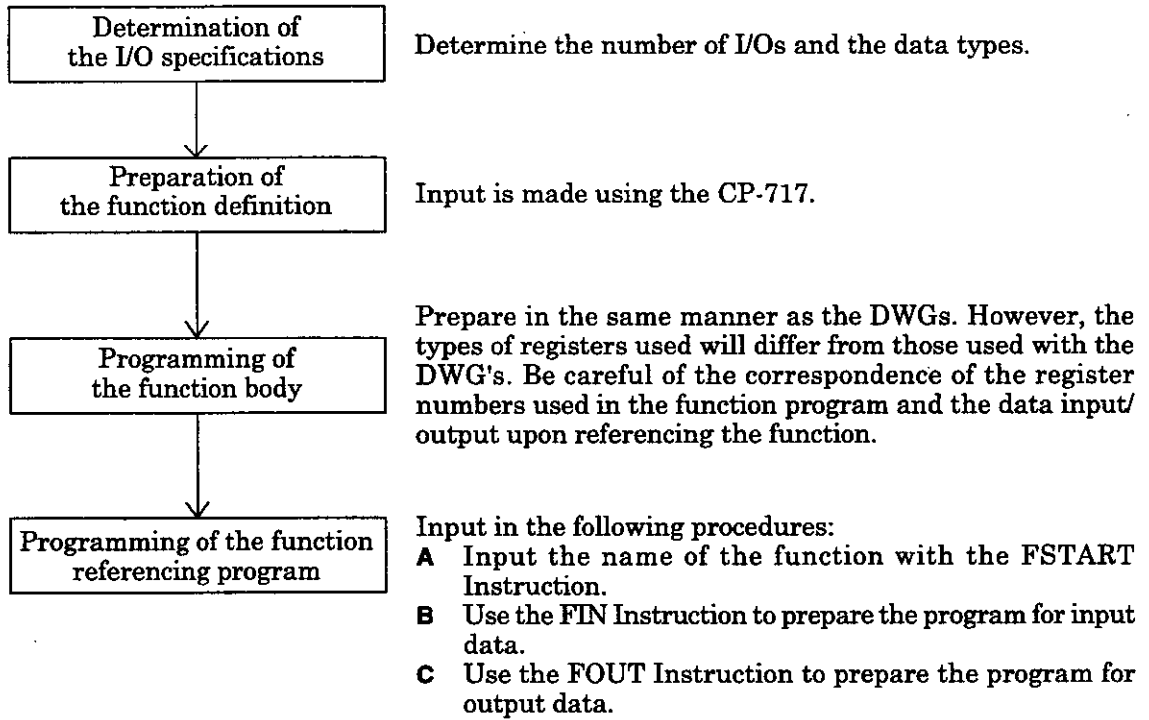 Determination of
the I/O specifications
Determine the number of I/Os and the data types.
Preparation of
the function definition
Input is made using the CP-717.
Programming of
the function body
Prepare in the same manner as the DWGs. However, the
types of registers used will differ from those used with the
DWG's. Be careful of the correspondence of the register
numbers used in the function program and the data input/
output upon referencing the function.
Programming of the function
referencing program
Input in the following procedures:
A Input the name of the function with the FSTART
Instruction.
B Use the FIN Instruction to prepare the program for input
data.
C Use the FOUT Instruction to prepare the program for
output data.